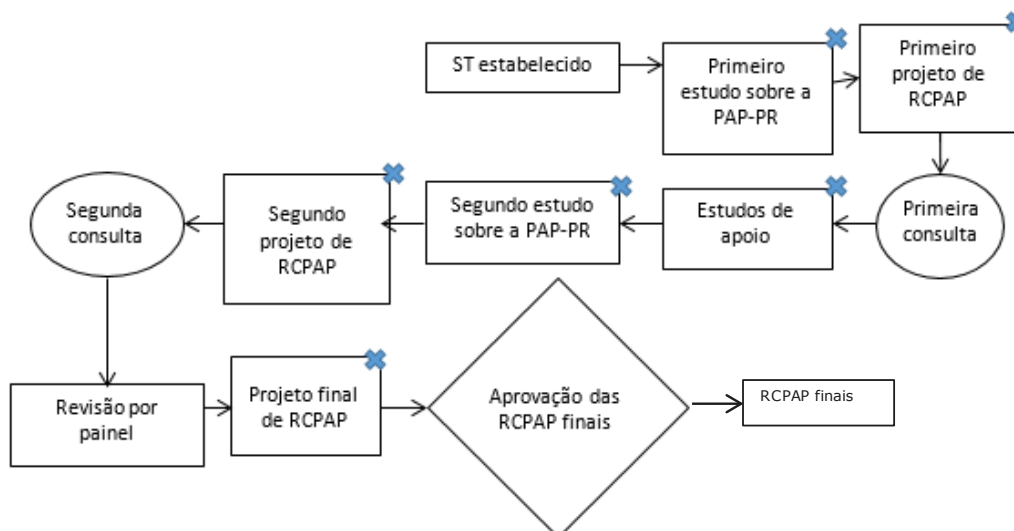 ST estabelecido
Primeiro
estudo sobre a
PAP-PR
Primeiro
projeto de
RCPAP
Primeira
consulta
Estudos de
apoio
Segundo estudo
sobre a PAP-PR
Segundo
projeto de
RCPAP
Segunda
consulta
Revisão por
painel
Projeto final
de RCPAP
Aprovação das
RCPAP finais
RCPAP finais